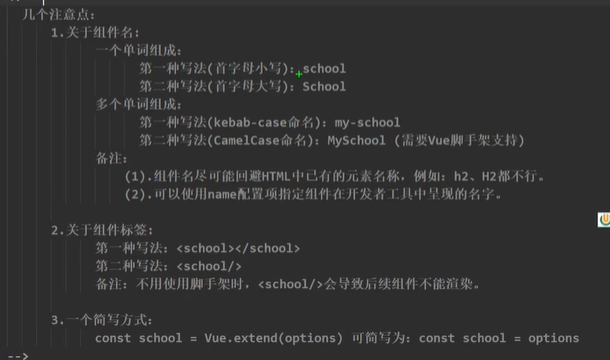 几个注意点:
1.关于组件名:
一个单词组成:
第一种写法(首字母小写): school
第二种写法(首字母大写): School
多个单词组成:
第一种写法(kebab-case命名): my-school
第二种写法(CamelCase命名): MySchool (需要Vue脚手架支持)
备注:
(1).组件名尽可能回避HTML中已有的元素名称，例如: h2、H2都不行。
(2).可以使用name配置项指定组件在开发者工具中呈现的名字。
2.关于组件标签:
第一种写法: <school></school>
第二种写法: <school/>
备注: 不用使用脚手架时，<school/>会导致后续组件不能渲染。
3.一个简写方式:
const school = Vue.extend(options) 可简写为: const school = options
-->